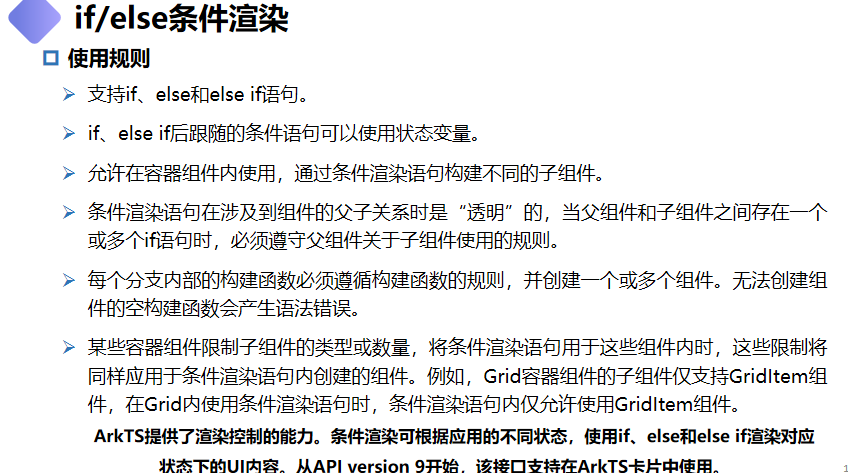 if/else条件渲染
使用规则
支持if、else和else if语句。
if、else if后跟随的条件语句可以使用状态变量。
允许在容器组件内使用，通过条件渲染语句构建不同的子组件。
条件渲染语句在涉及到组件的父子关系时是“透明”的，当父组件和子组件之间存在一个
或多个if语句时，必须遵守父组件关于子组件使用的规则。
每个分支内部的构建函数必须遵循构建函数的规则，并创建一个或多个组件。无法创建组
件的空构建函数会产生语法错误。
某些容器组件限制子组件的类型或数量，将条件渲染语句用于这些组件内时，这些限制将
同样应用于条件渲染语句内创建的组件。例如，Grid容器组件的子组件仅支持GridItem组
件，在Grid内使用条件渲染语句时，条件渲染语句内仅允许使用GridItem组件。
ArkTS提供了渲染控制的能力。条件渲染可根据应用的不同状态，使用if、else和else if渲染对应
状态下的UI内容。从API version 9开始，该接口支持在ArkTS卡片中使用。
1